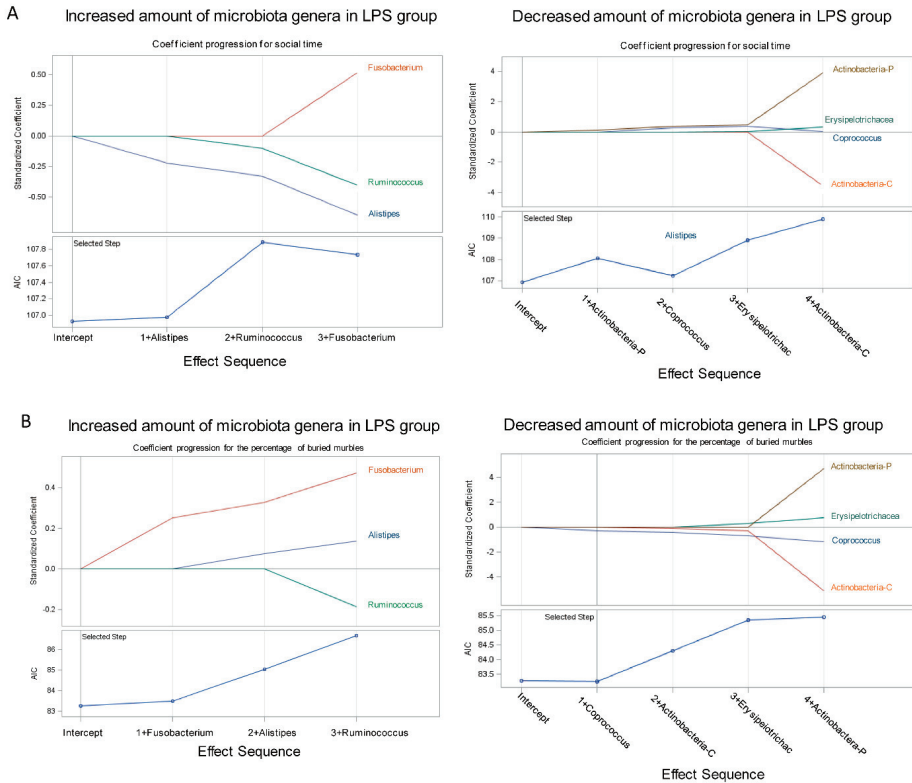 A
Increased amount of microbiota genera in LPS group
Coefficient progression for social time
Standardized Coefficient
0.50
0.25
0.00
-0.25
-0.50
Fusobacterium
Ruminococcus
Alistipes
Selected Step
AIC
107.8
107.6
107.4
107.2
107.0
Intercept
1+Alistipes
2+Ruminococcus
3+Fusobacterium
Effect Sequence
Decreased amount of microbiota genera in LPS group
Coefficient progression for social time
Standardized Coefficient
4
2
0
-2
-4
Actinobacteria-P
Erysipelotrichacea
Coprococcus
Actinobacteria-C
Selected Step
Alistipes
AIC
110
109
108
107
Intercept
1+Actinobacteria-P
2+Coprococcus
3+Erysipeiotrichac
4+Actinobacteria-C
Effect Sequence
B
Increased amount of microbiota genera in LPS group
Coefficient progression for the percentage of buried murbles
Standardized Coefficient
0.4
0.2
0.0
-0.2
Fusobacterium
Alistipes
Ruminococcus
Selected Step
AIC
86
85
84
83
Intercept
1+Fusobacterium
2+Alistipes
3+Ruminococcus
Effect Sequence
Decreased amount of microbiota genera in LPS group
Coefficient progression for the percentage of buried murbles
Standardized Coefficient
4
2
0
-2
-4
Actinobacteria-P
Erysipelotrichacea
Coprococcus
Actinobacteria-C
Selected Step
AIC
85.5
85.0
84.5
83.0
83.5
Intercept
1+Coprococcus
2+Actinobacteria-C
3+Erysipeiotrichac
4+Actinobactera-P
Effect Sequence